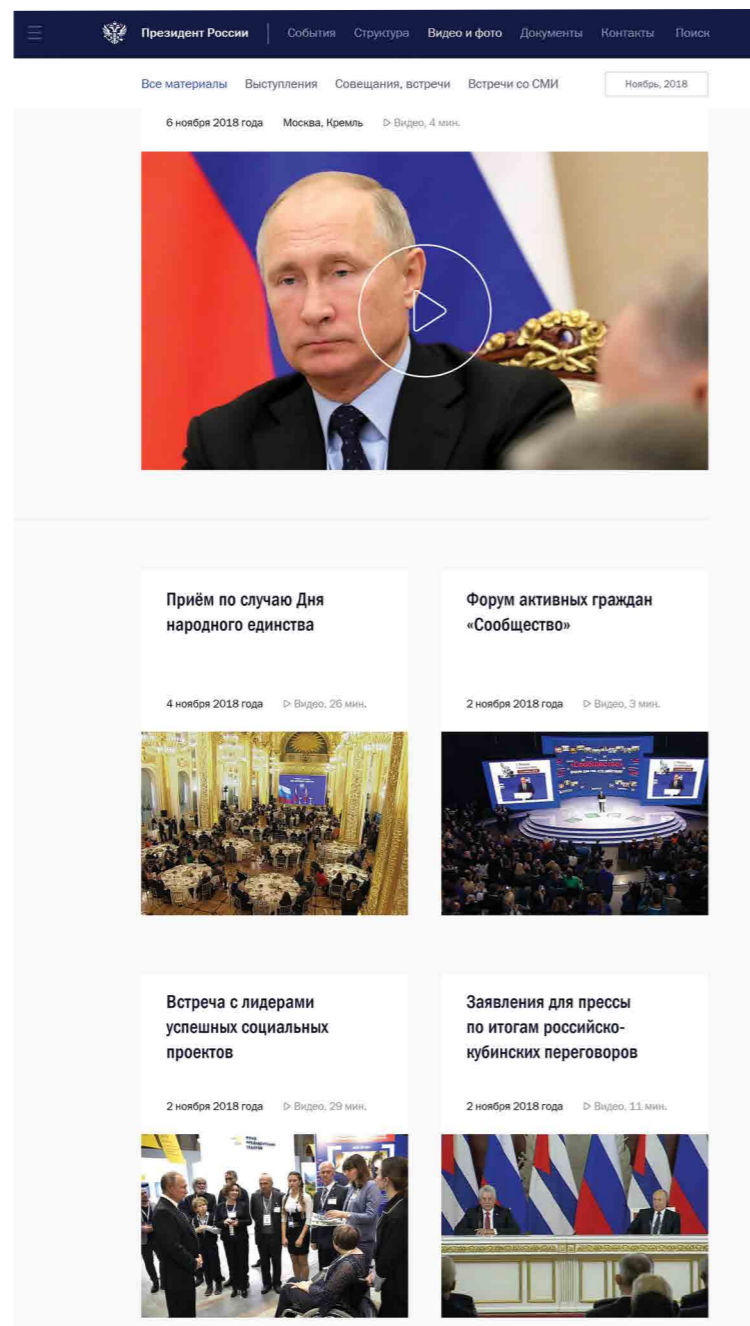 Президент России
События Структура Видео и фото Документы Контакты Поиск
Все материалы Выступления Совещания, встречи Встречи со СМИ Ноябрь, 2018
6 ноября 2018 года Москва, Кремль Видео, 4 мин.
Приём по случаю Дня
народного единства
4 ноября 2018 года Видео, 26 мин.
Форум активных граждан
«Сообщество»
2 ноября 2018 года Видео, 3 мин.
«СООБЩЕСТВО»
Встреча с лидерами
успешных социальных
проектов
2 ноября 2018 года Видео, 29 мин.
Заявления для прессы
по итогам российско-
кубинских переговоров
2 ноября 2018 года Видео, 11 мин.